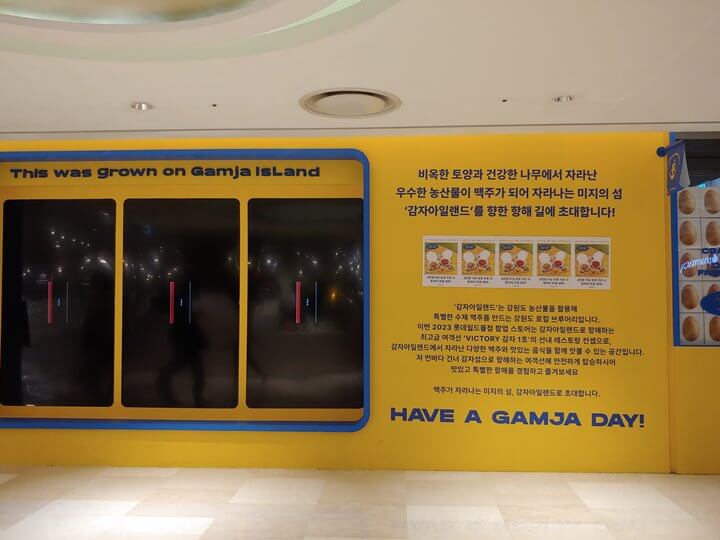 This was grown on Gamja IsLand
비옥한 토양과 건강한 나무에서 자라난
우수한 농산물이 맥주가 되어 자라나는 미지의 섬
‘감자아일랜드’를 향한 항해 길에 초대합니다!
‘감자아일랜드’는 강원도 농산물을 활용해
특별한 수제 맥주를 만드는 강원도 로컬 브루어리입니다.
이번 2023 롯데월드몰점 팝업 스토어는 감자아일랜드로 항해하는
최고급 여객선 ‘VICTORY 감자 1호’의 선내 레스토랑 컨셉으로,
감자아일랜드에서 자라난 다양한 맥주와 맛있는 음식을 함께 맛볼 수 있는 공간입니다.
저 먼바다 건너 감자섬으로 항해하는 여객선에 안전하게 탑승하시어
맛있고 특별한 항해를 경험하고 즐겨보세요
맥주가 자라나는 미지의 섬, 감자아일랜드로 초대합니다.
HAVE A GAMJA DAY!